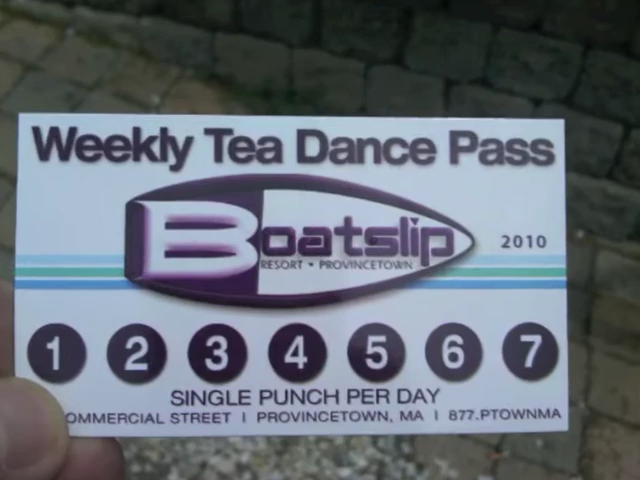 Weekly Tea Dance Pass
Boatslip
RESORT • PROVINCETOWN
2010
1 2 3 4 5 6 7
SINGLE PUNCH PER DAY
OMMERCIAL STREET | PROVINCETOWN, MA | 877.PTOWNMA